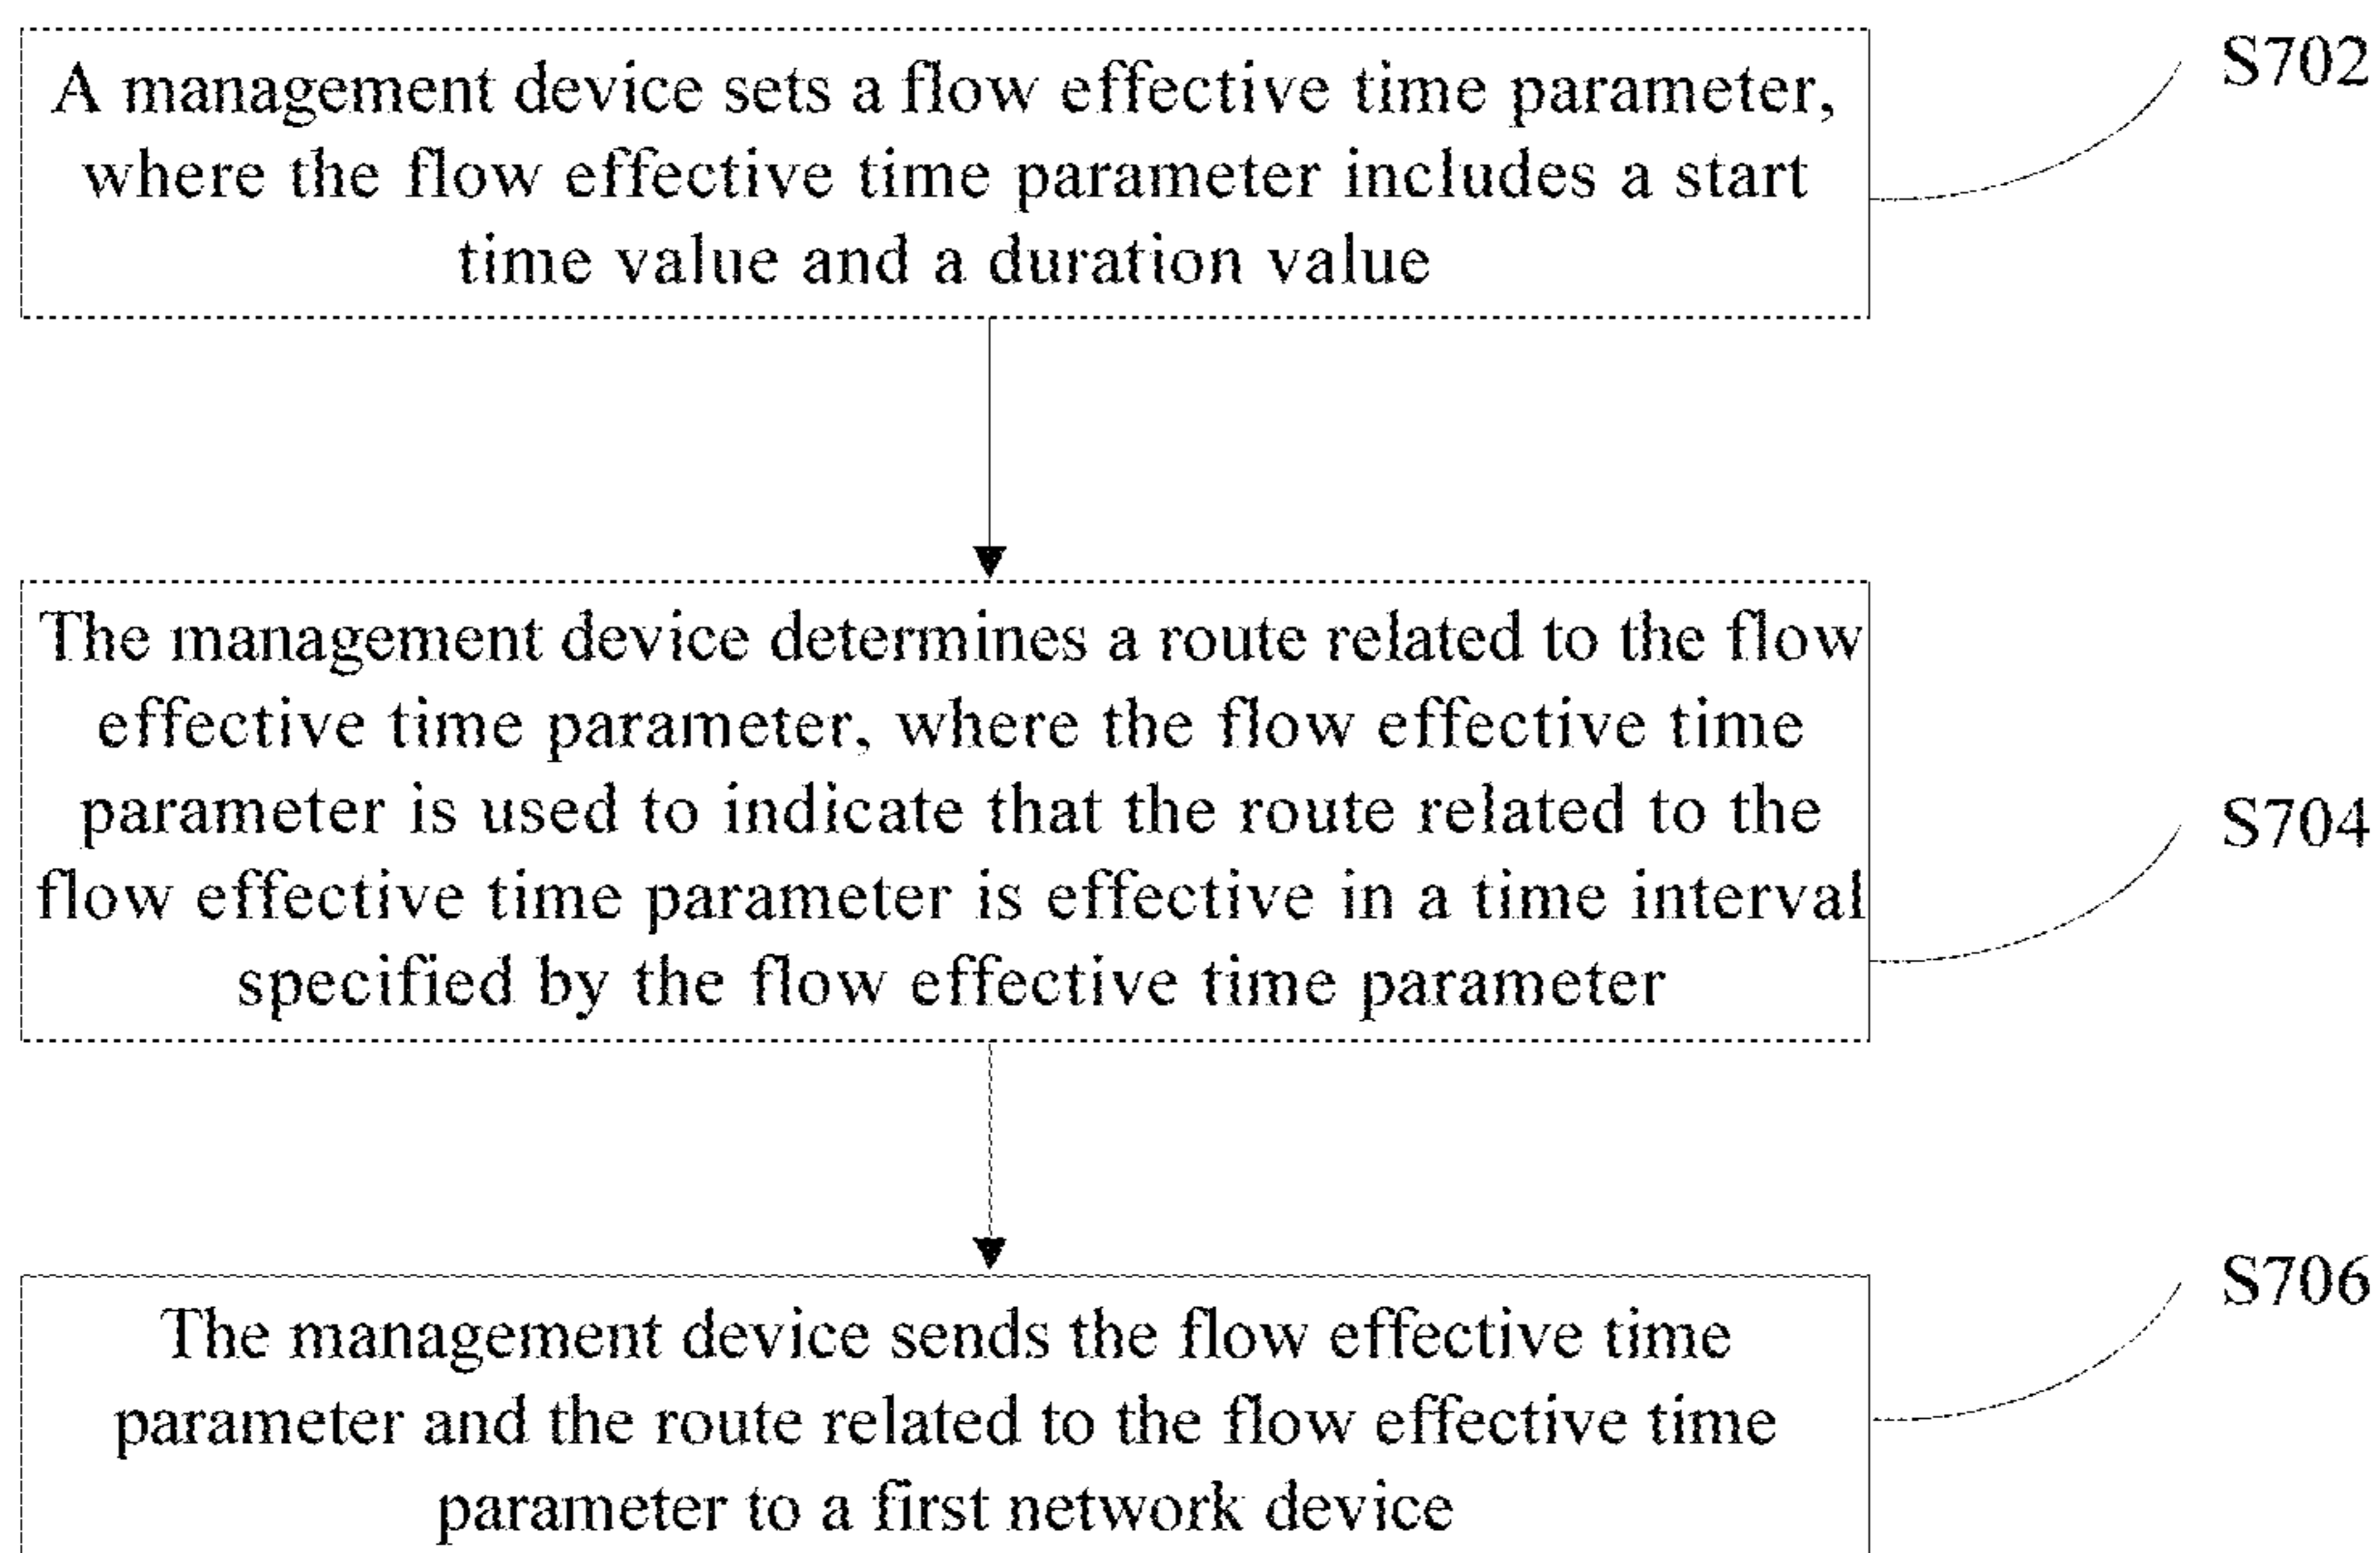 A management device sets a flow effective time parameter,
where the flow effective time parameter includes a start
time value and a duration value
S702
The management device determines a route related to the flow
effective time parameter, where the flow effective time
parameter is used to indicate that the route related to the
flow effective time parameter is effective in a time interval
specified by the flow effective time parameter
S704
The management device sends the flow effective time
parameter and the route related to the flow effective time
parameter to a first network device
S706